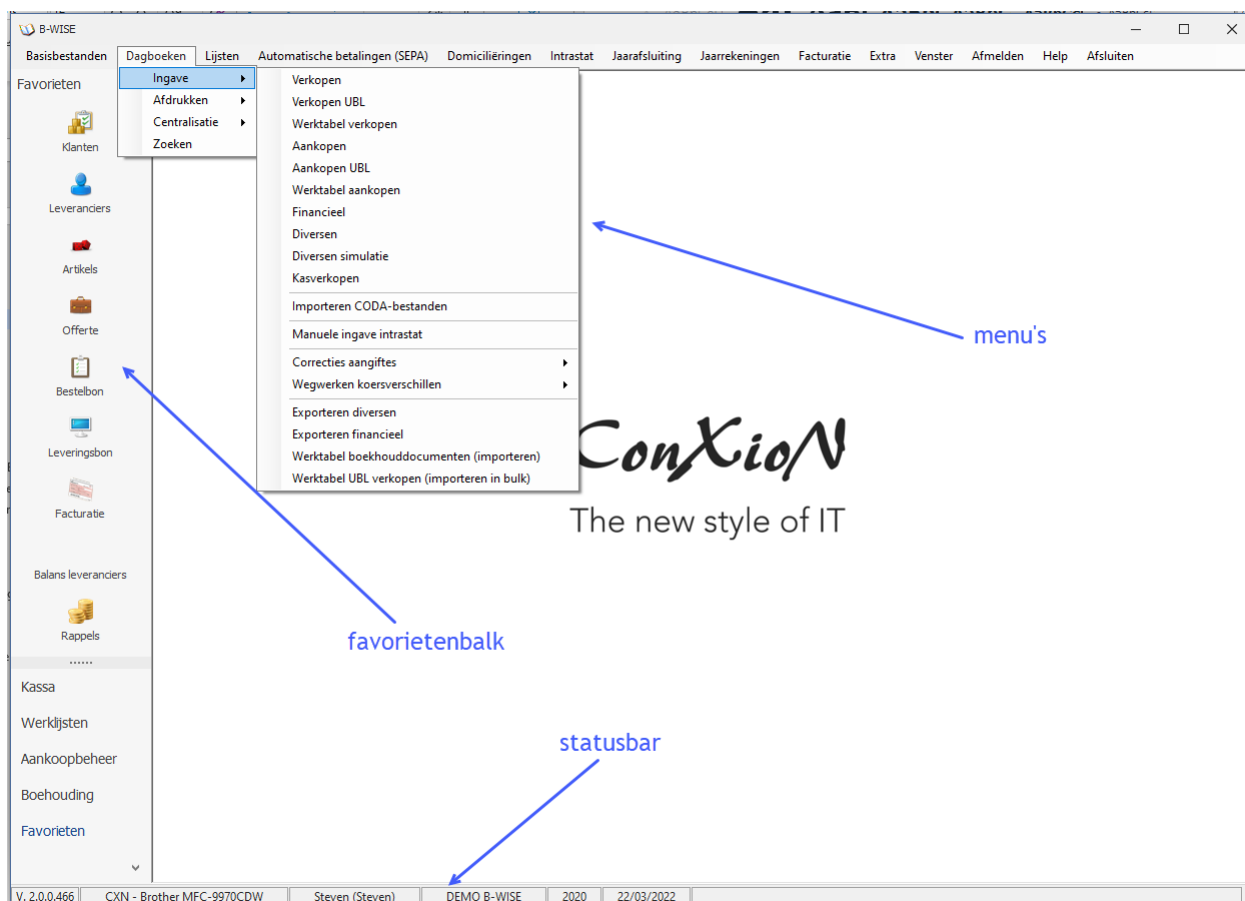 B-WISE
Basisbestanden Dagboeken Lijsten Automatische betalingen (SEPA) Domiciliëringen Intrastat Jaarafsluiting Jaarrekeningen Facturatie Extra Venster Afmelden Help Afsluiten
Favorieten
Klanten
Leveranciers
Artikels
Offerte
Bestelbon
Leveringsbon
Facturatie
Balans leveranciers
Rappels
Kassa
Werklijsten
Aankoopbeheer
Boehouding
Favorieten
Ingave
Afdrukken
Centralisatie
Zoeken
Verkopen
Verkopen UBL
Werktabel verkopen
Aankopen
Aankopen UBL
Werktabel aankopen
Financieel
Diversen
Diversen simulatie
Kasverkopen
Importeren CODA-bestanden
Manuele ingave intrastat
Correcties aangiftes
Wegwerken koersverschillen
Exporteren diversen
Exporteren financieel
Werktabel boekhouddocumenten (importeren)
Werktabel UBL verkopen (importeren in bulk)
menu's
ConXioN
The new style of IT
favorietenbalk
statusbar
V. 2.0.0.466 CXN - Brother MFC-9970CDW Steven (Steven) DEMO B-WISE 2020 22/03/2022